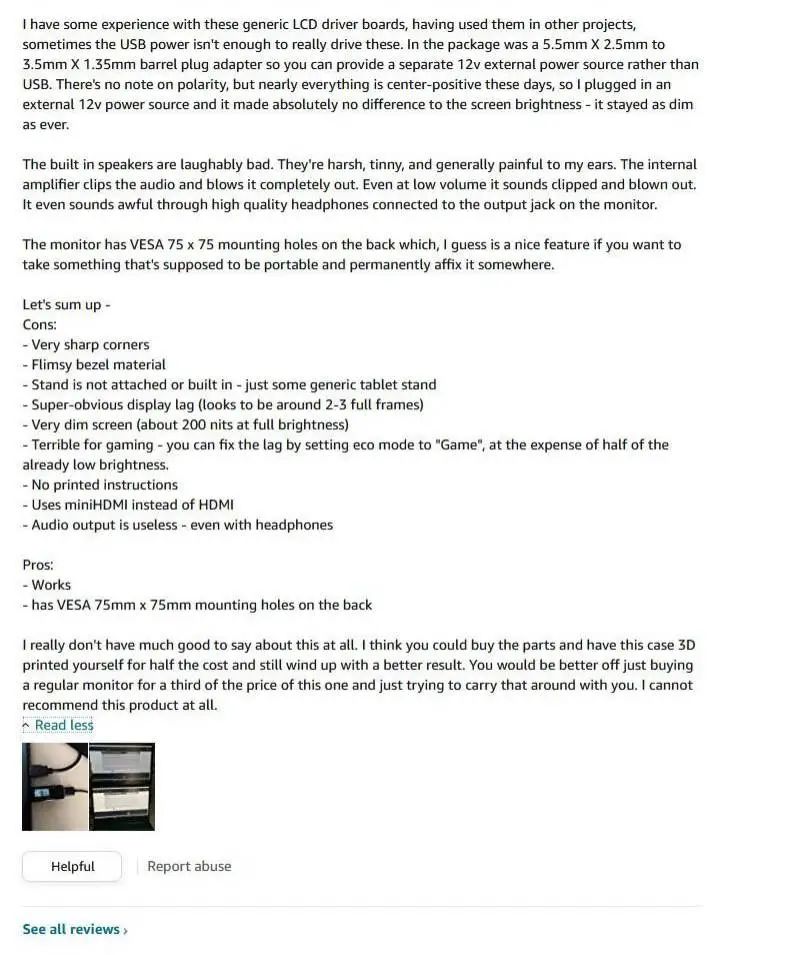 I have some experience with these generic LCD driver boards, having used them in other projects,
sometimes the USB power isn't enough to really drive these. In the package was a 5.5mm X 2.5mm to
3.5mm X 1.35mm barrel plug adapter so you can provide a separate 12v external power source rather than
USB. There's no note on polarity, but nearly everything is center-positive these days, so I plugged in an
external 12v power source and it made absolutely no difference to the screen brightness - it stayed as dim
as ever.
The built in speakers are laughably bad. They're harsh, tinny, and generally painful to my ears. The internal
amplifier clips the audio and blows it completely out. Even at low volume it sounds clipped and blown out.
It even sounds awful through high quality headphones connected to the output jack on the monitor.
The monitor has VESA 75 x 75 mounting holes on the back which, I guess is a nice feature if you want to
take something that's supposed to be portable and permanently affix it somewhere.
Let's sum up -
Cons:
- Very sharp corners
- Flimsy bezel material
- Stand is not attached or built in - just some generic tablet stand
- Super-obvious display lag (looks to be around 2-3 full frames)
- Very dim screen (about 200 nits at full brightness)
- Terrible for gaming - you can fix the lag by setting eco mode to "Game", at the expense of half of the
already low brightness.
- No printed instructions
- Uses miniHDMI instead of HDMI
- Audio output is useless - even with headphones
Pros:
- Works
- has VESA 75mm x 75mm mounting holes on the back
I really don't have much good to say about this at all. I think you could buy the parts and have this case 3D
printed yourself for half the cost and still wind up with a better result. You would be better off just buying
a regular monitor for a third of the price of this one and just trying to carry that around with you. I cannot
recommend this product at all.
^ Read less
Helpful
Report abuse
See all reviews ›